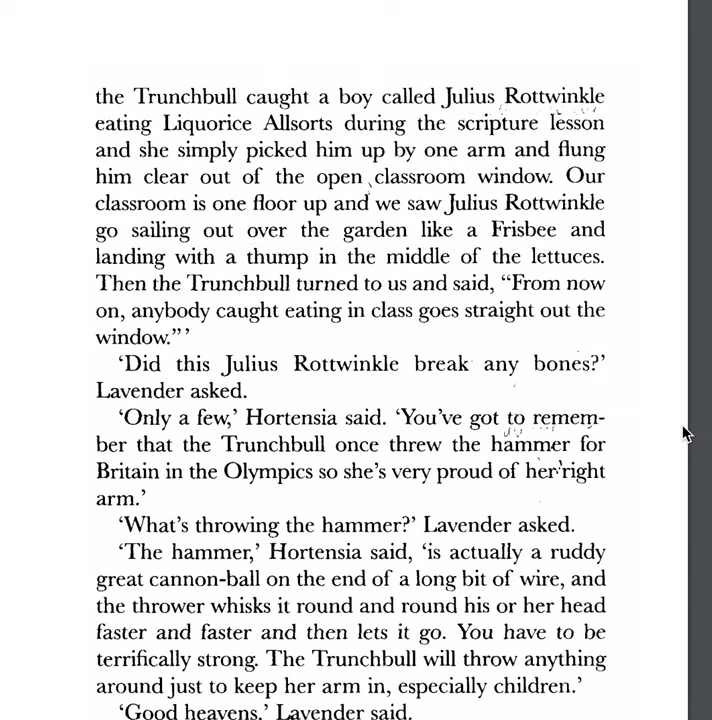 the Trunchbull caught a boy called Julius Rottwinkle
eating Liquorice Allsorts during the scripture lesson
and she simply picked him up by one arm and flung
him clear out of the open classroom window. Our
classroom is one floor up and we saw Julius Rottwinkle
go sailing out over the garden like a Frisbee and
landing with a thump in the middle of the lettuces.
Then the Trunchbull turned to us and said, “From now
on, anybody caught eating in class goes straight out the
window.”’
‘Did this Julius Rottwinkle break any bones?’
Lavender asked.
‘Only a few,’ Hortensia said. ‘You’ve got to remem-
ber that the Trunchbull once threw the hammer for
Britain in the Olympics so she’s very proud of her right
arm.’
‘What’s throwing the hammer?’ Lavender asked.
‘The hammer,’ Hortensia said, ‘is actually a ruddy
great cannon-ball on the end of a long bit of wire, and
the thrower whisks it round and round his or her head
faster and faster and then lets it go. You have to be
terrifically strong. The Trunchbull will throw anything
around just to keep her arm in, especially children.’
‘Good heavens,’ Lavender said.